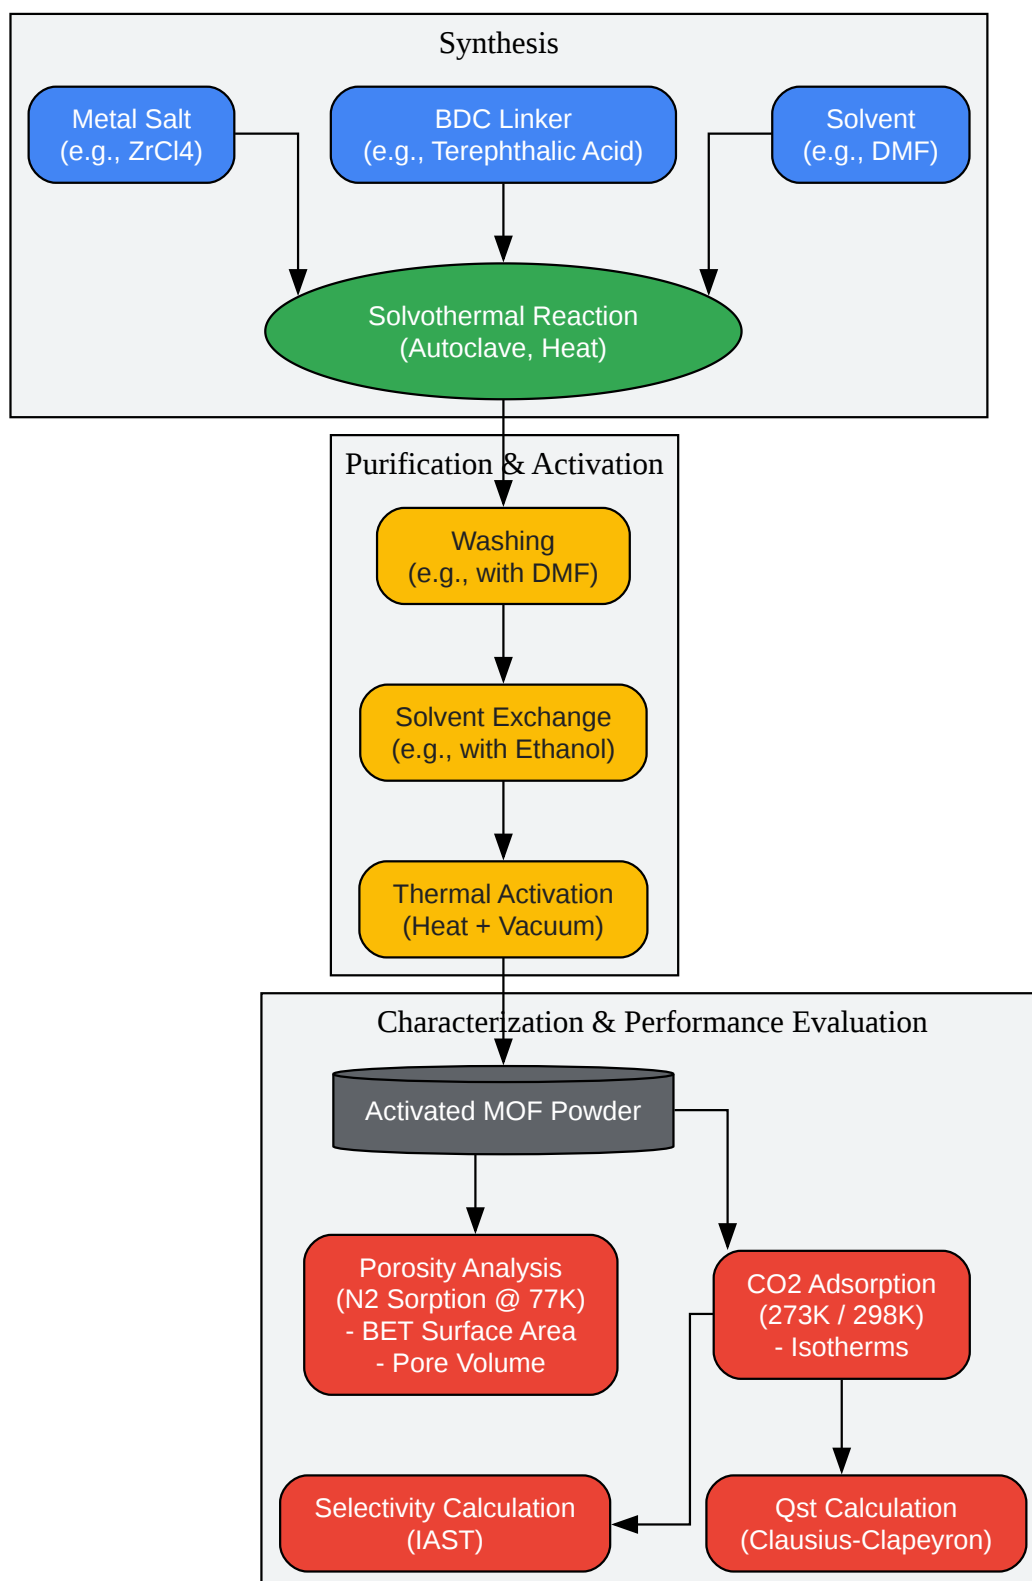 Synthesis
Metal Salt
(e.g., ZrCl4)
BDC Linker
(e.g., Terephthalic Acid)
Solvent
(e.g., DMF)
Solvothermal Reaction
(Autoclave, Heat)
Purification & Activation
Washing
(e.g., with DMF)
Solvent Exchange
(e.g., with Ethanol)
Thermal Activation
(Heat + Vacuum)
Characterization & Performance Evaluation
Activated MOF Powder
Porosity Analysis
(N2 Sorption @ 77K)
- BET Surface Area
- Pore Volume
CO2 Adsorption
(273K / 298K)
- Isotherms
Selectivity Calculation
(IAST)
Qst Calculation
(Clausius-Clapeyron)